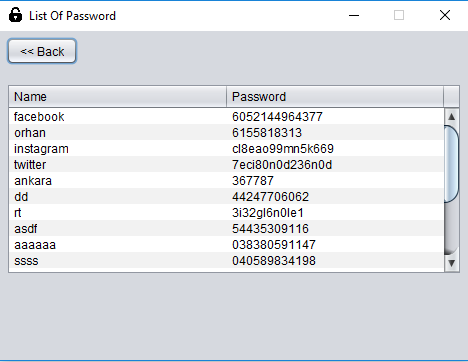 List Of Password
<< Back
Name Password
facebook 6052144964377
orhan 6155818313
instagram cl8eao99mn5k669
twitter 7eci80n0d236n0d
ankara 367787
dd 44247706062
rt 3i32gl6n0le1
asdf 54435309116
aaaaaa 038380591147
ssss 040589834198